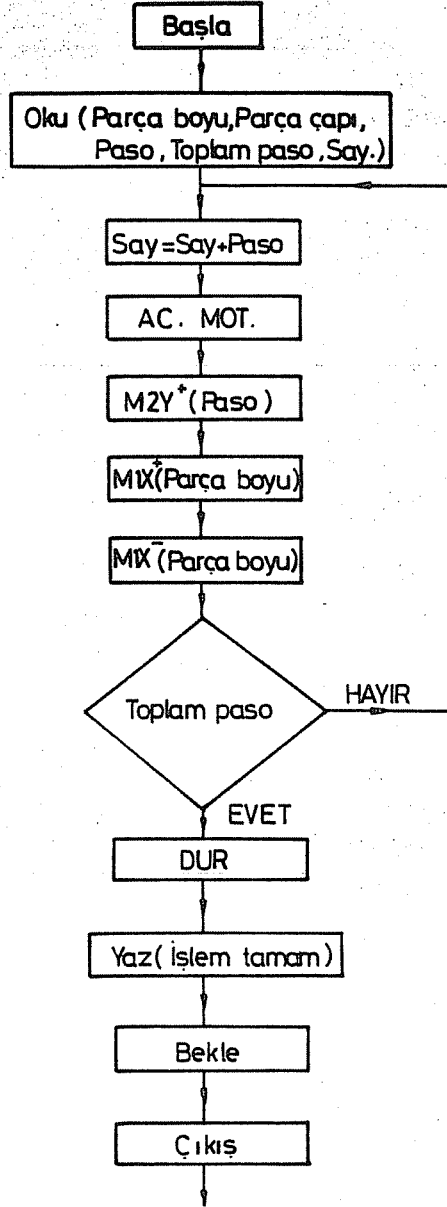 Başla
Oku (Parça boyu,Parça çapı,
Paso, Toplam paso, Say.)
Say=Say+Paso
AC. MOT.
M2Y⁺(Paso)
M1X⁺(Parça boyu)
M1X⁻(Parça boyu)
Toplam paso
HAYIR
EVET
DUR
Yaz( İşlem tamam)
Bekle
Çıkış